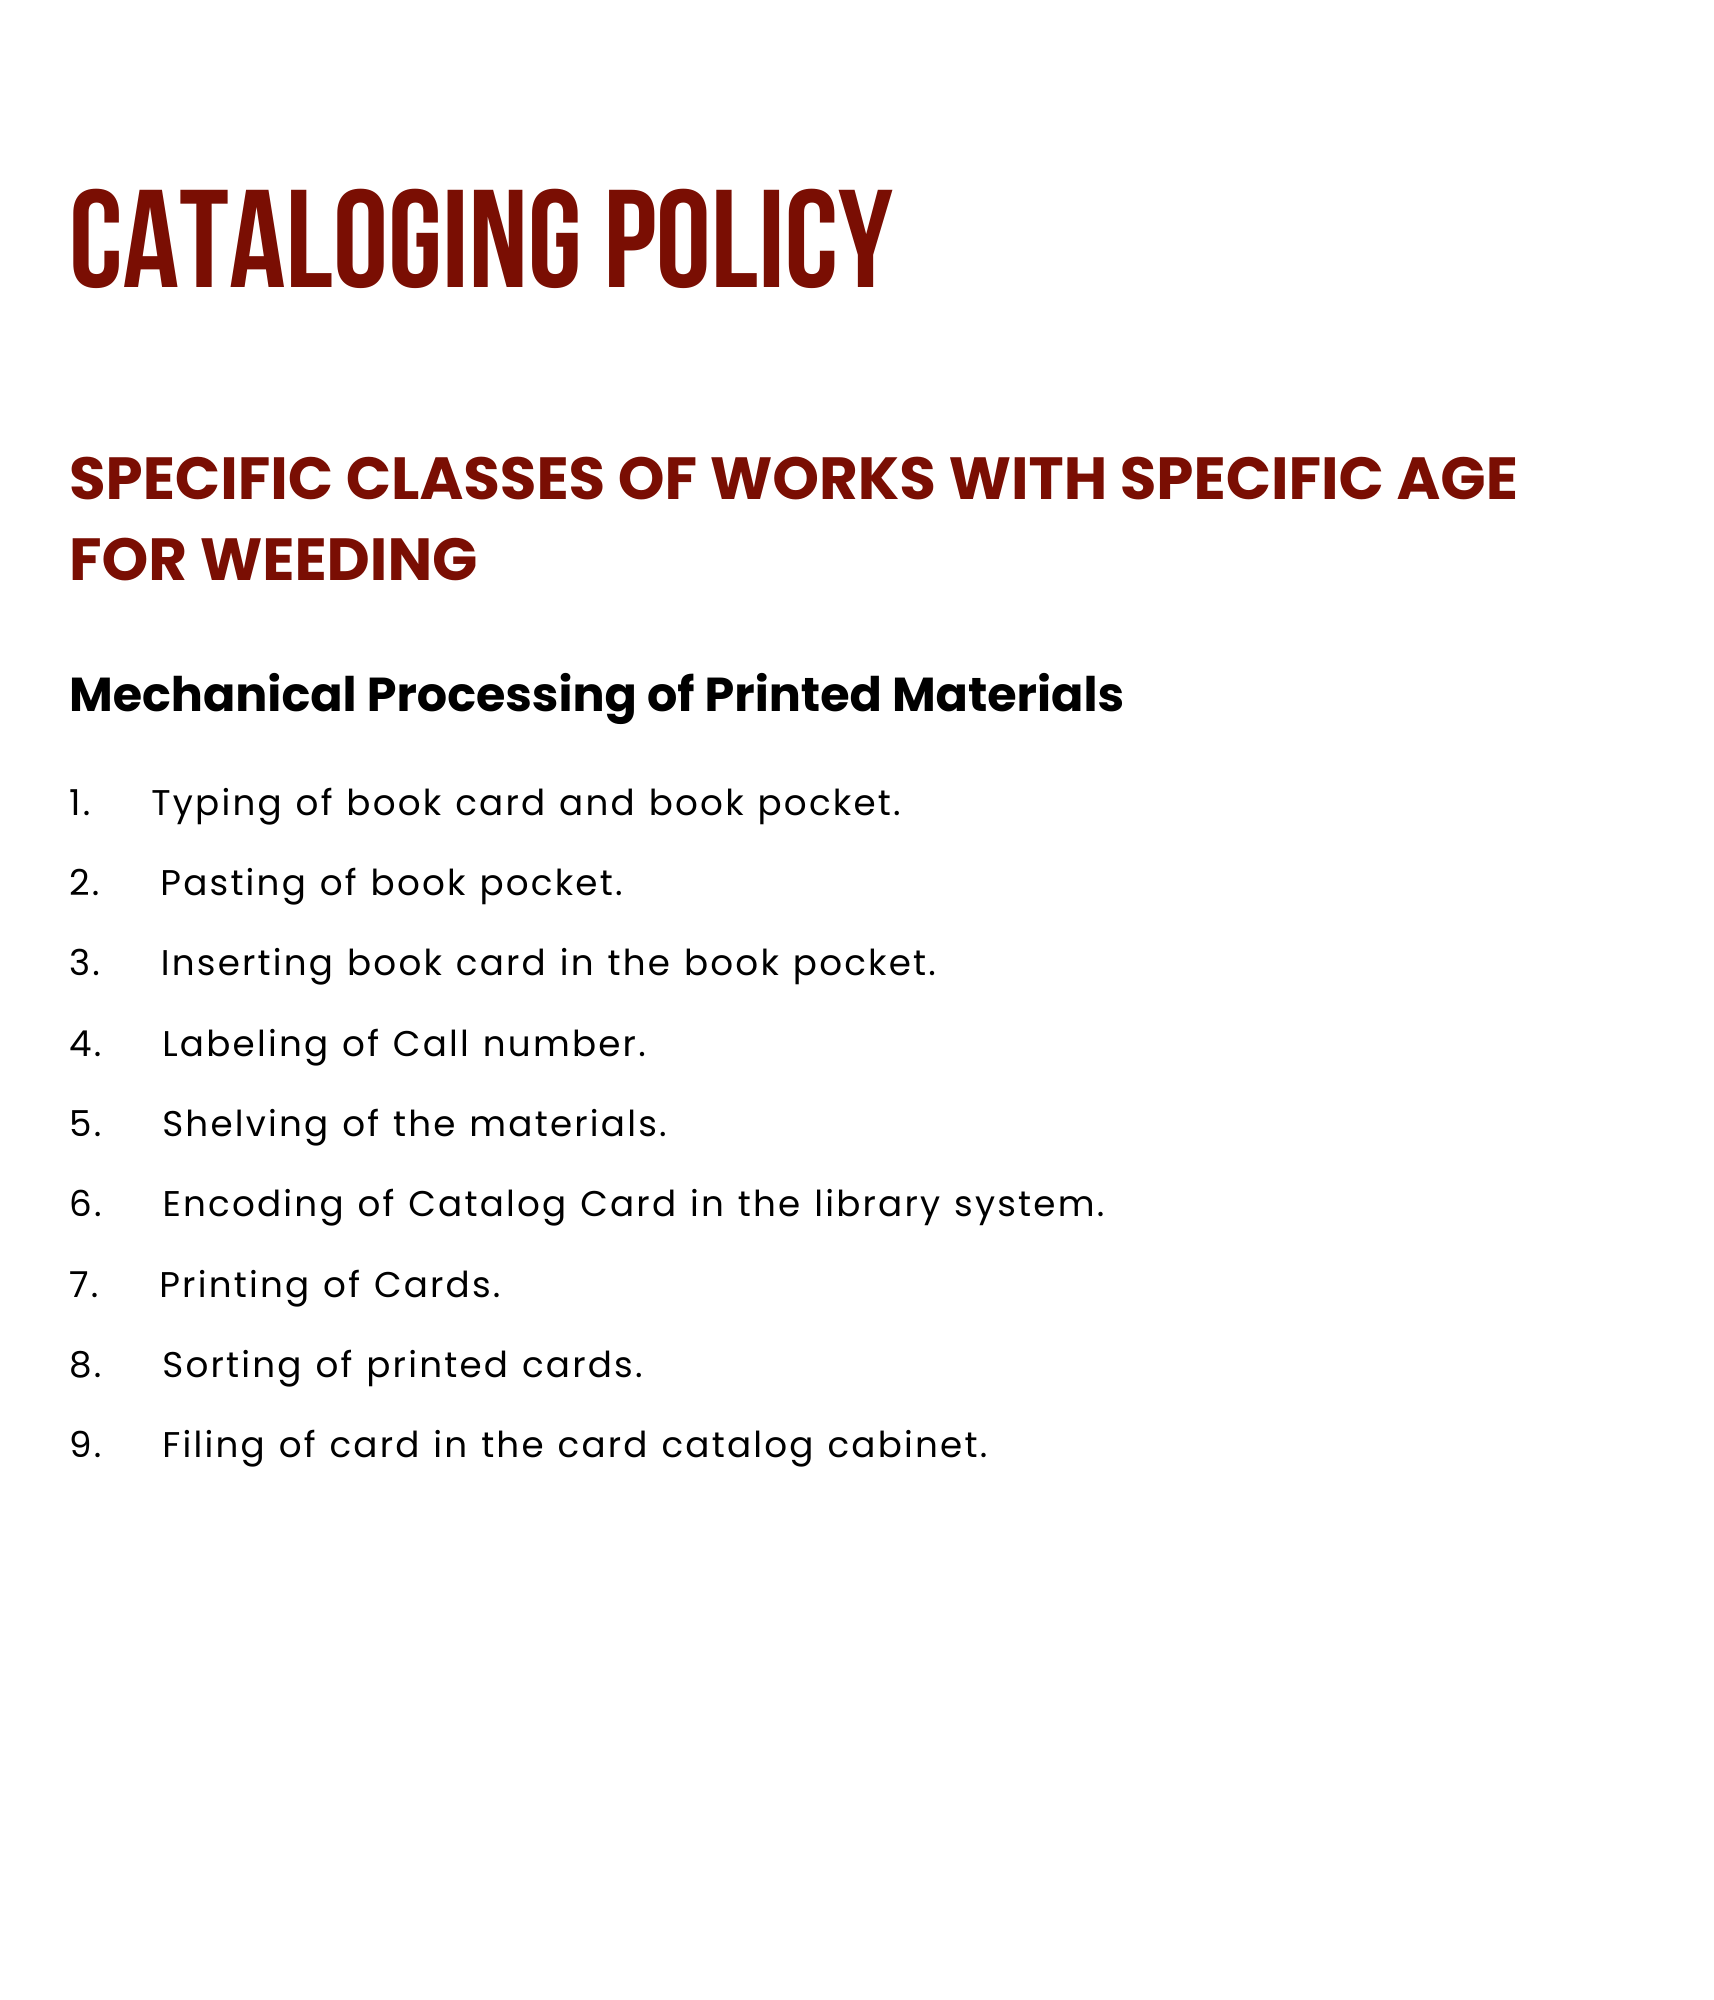 CATALOGING POLICY
SPECIFIC CLASSES OF WORKS WITH SPECIFIC AGE
FOR WEEDING
Mechanical Processing of Printed Materials
1. Typing of book card and book pocket.
2. Pasting of book pocket.
3. Inserting book card in the book pocket.
4. Labeling of Call number.
5. Shelving of the materials.
6. Encoding of Catalog Card in the library system.
7. Printing of Cards.
8. Sorting of printed cards.
9. Filing of card in the card catalog cabinet.